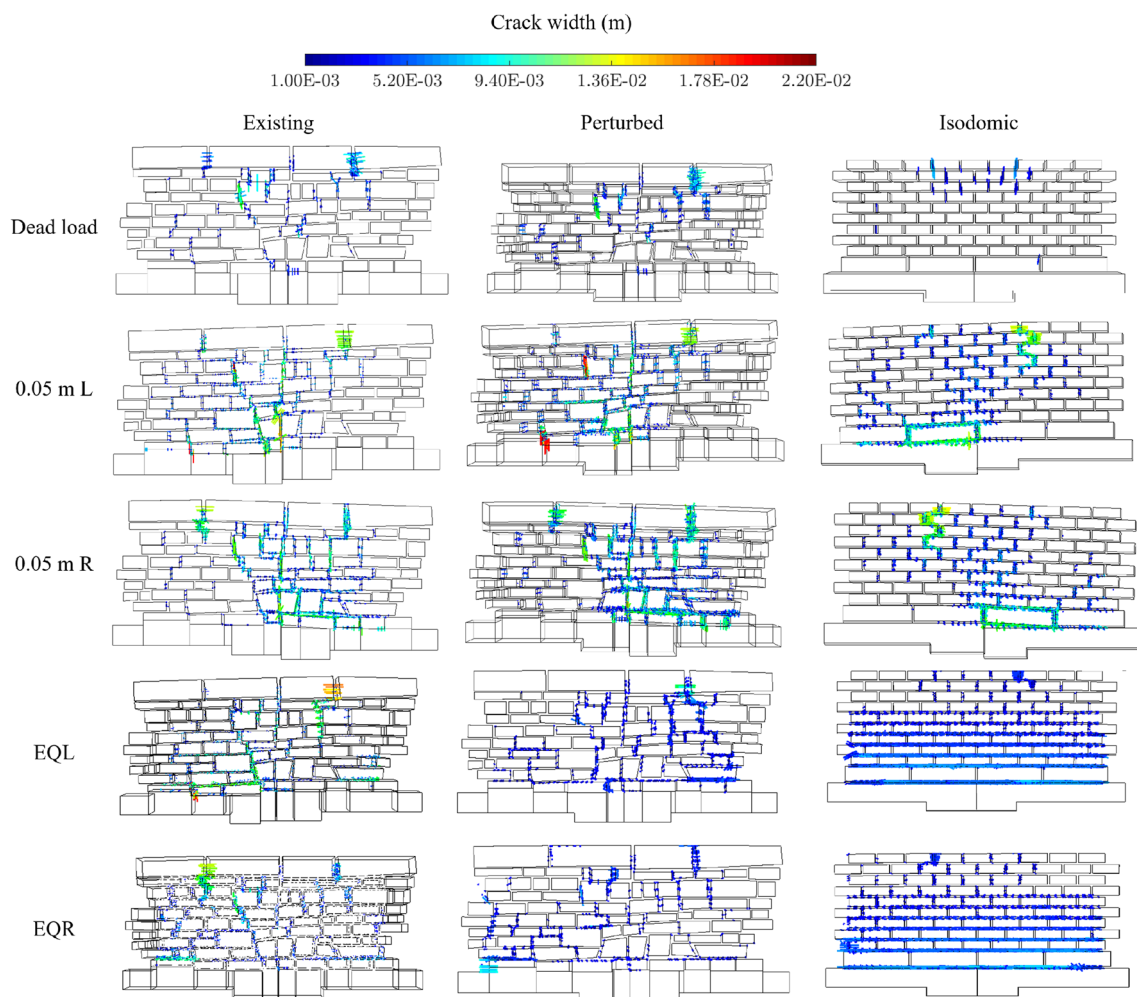 Crack width (m)
1.00E-03 5.20E-03 9.40E-03 1.36E-02 1.78E-02 2.20E-02
Existing Perturbed Isodomic
Dead load
0.05 m L
0.05 m R
EQL
EQR